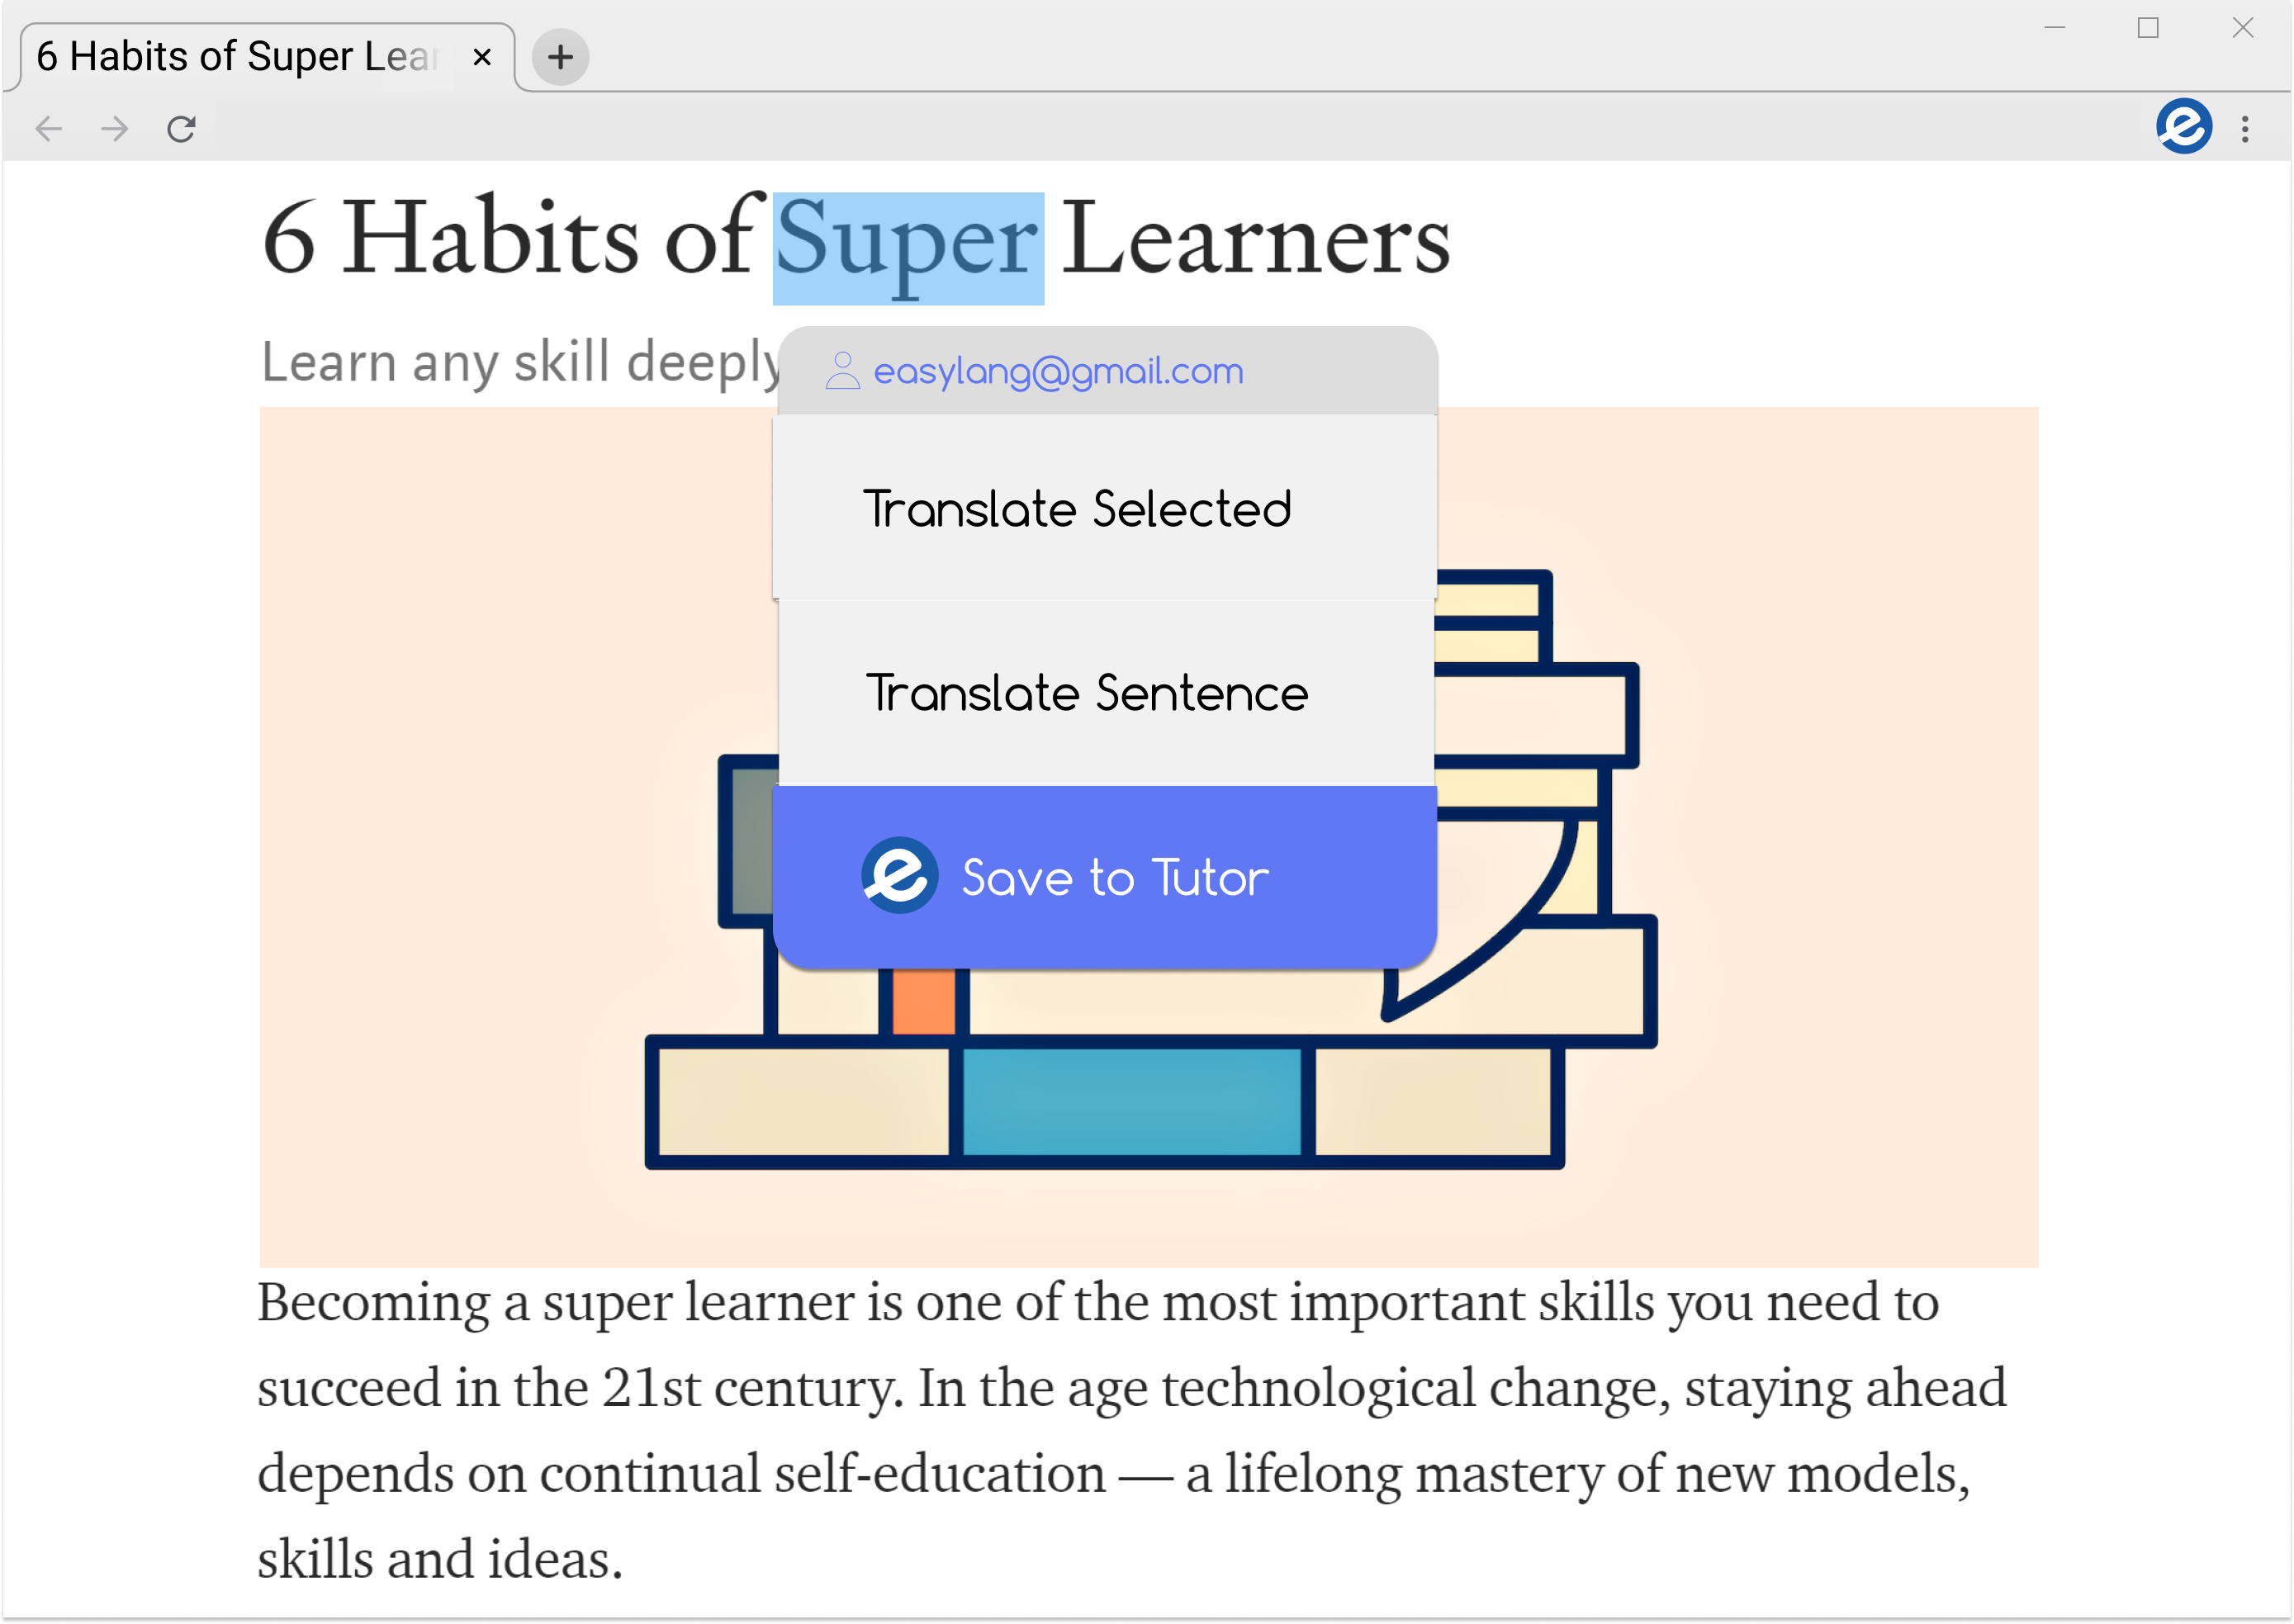 6 Habits of Super Lear
6 Habits of Super Learners
Learn any skill deeply
easylang@gmail.com
Translate Selected
Translate Sentence
e Save to Tutor
Becoming a super learner is one of the most important skills you need to
succeed in the 21st century. In the age technological change, staying ahead
depends on continual self-education — a lifelong mastery of new models,
skills and ideas.